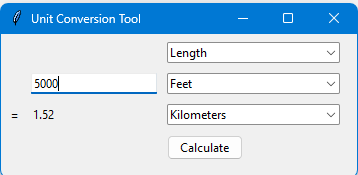 Unit Conversion Tool
Length
5000 Feet
= 1.52 Kilometers
Calculate